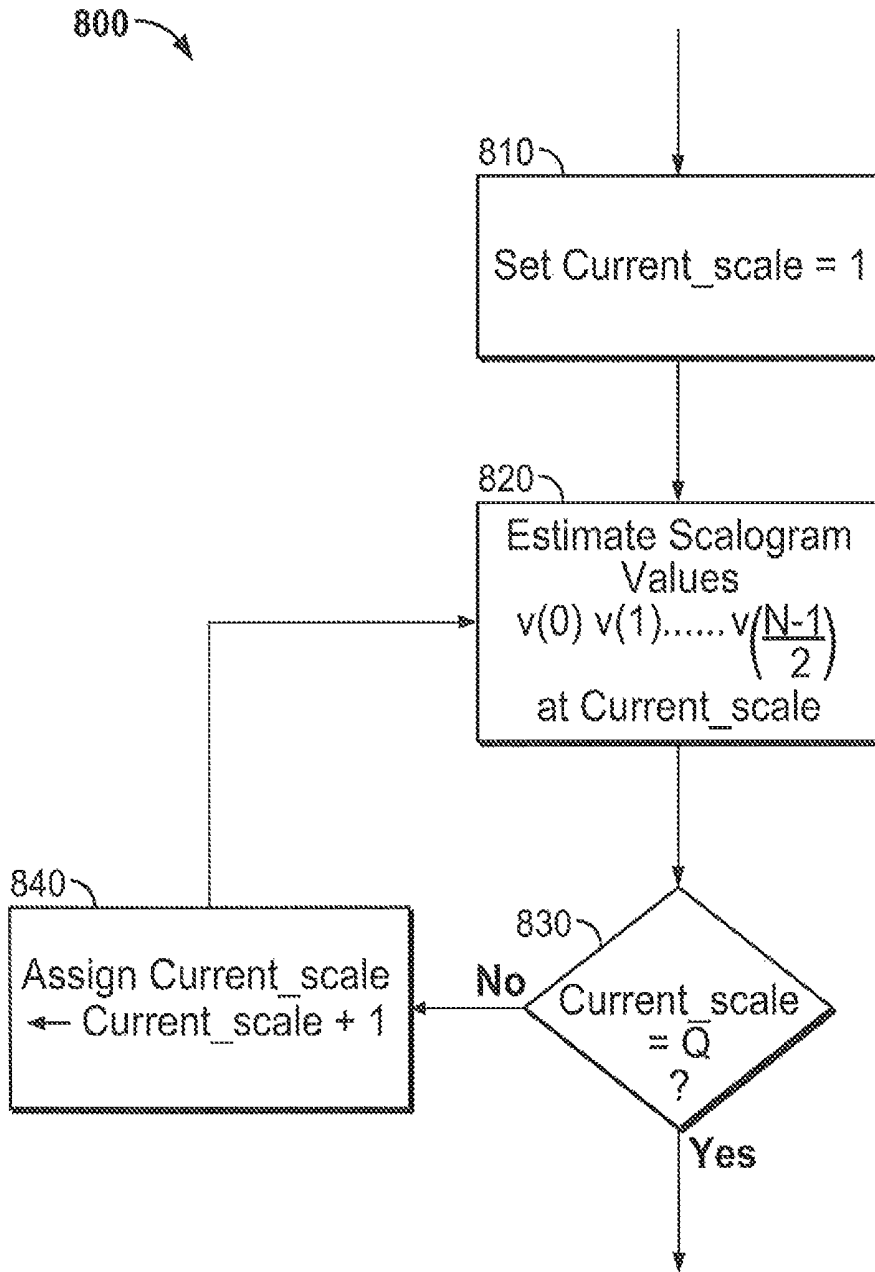 800
810
Set Current_scale = 1
820
Estimate Scalogram
Values
v(0) v(1)...... v(N-1/2)
at Current_scale
840
Assign Current_scale
← Current_scale + 1
830
No
Current_scale
= Q
?
Yes